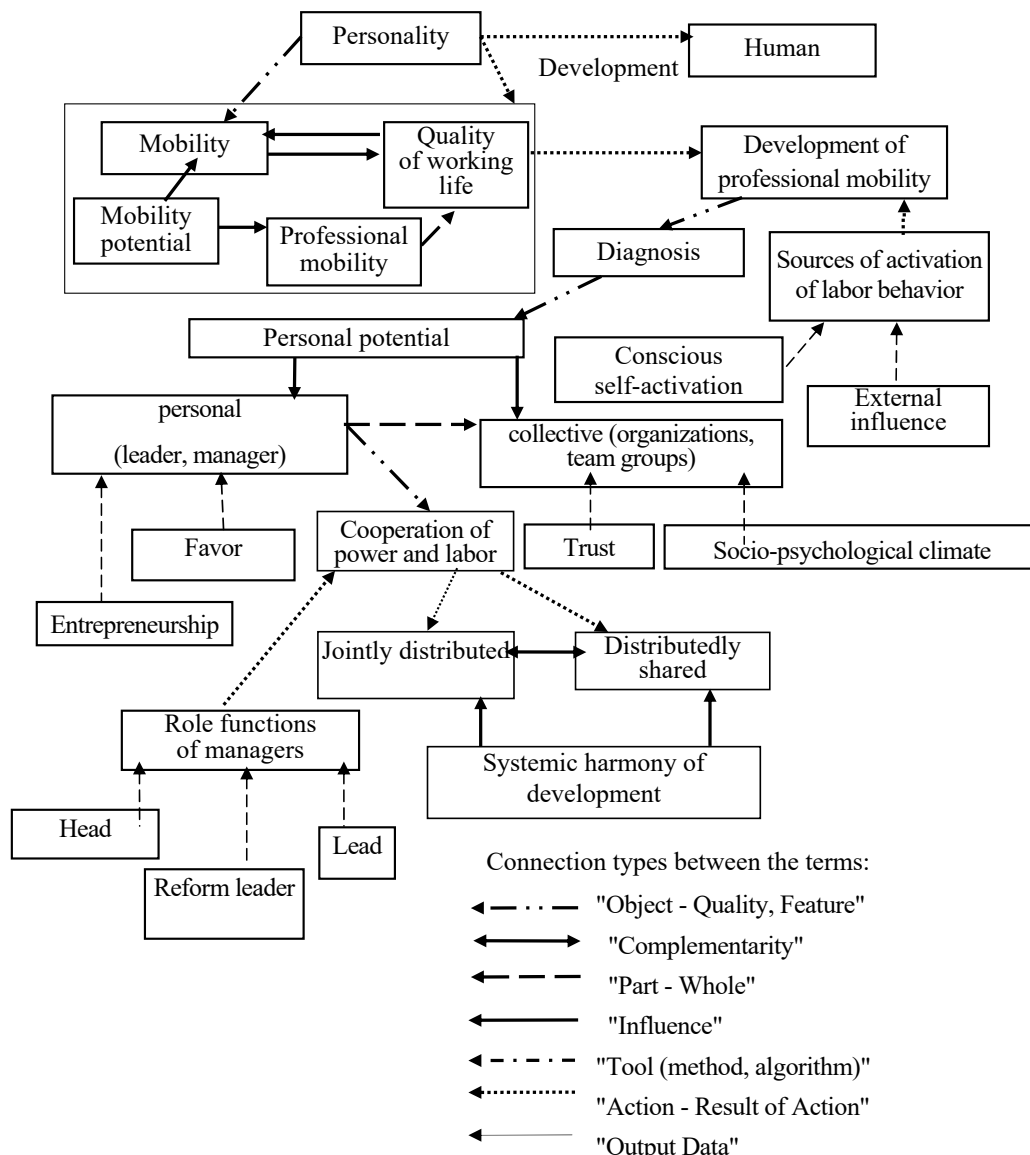 Personality
Human
Development
Mobility
Quality
of working
life
Development of
professional mobility
Mobility
potential
Professional
mobility
Diagnosis
Sources of activation
of labor behavior
Personal potential
Conscious
self-activation
External
influence
personal
(leader, manager)
collective (organizations,
team groups)
Favor
Cooperation of
power and labor
Trust
Socio-psychological climate
Entrepreneurship
Jointly distributed
Distributedly
shared
Role functions
of managers
Systemic harmony of
development
Head
Lead
Reform leader
Connection types between the terms:
"Object - Quality, Feature"
"Complementarity"
"Part - Whole"
"Influence"
"Tool (method, algorithm)"
"Action - Result of Action"
"Output Data"